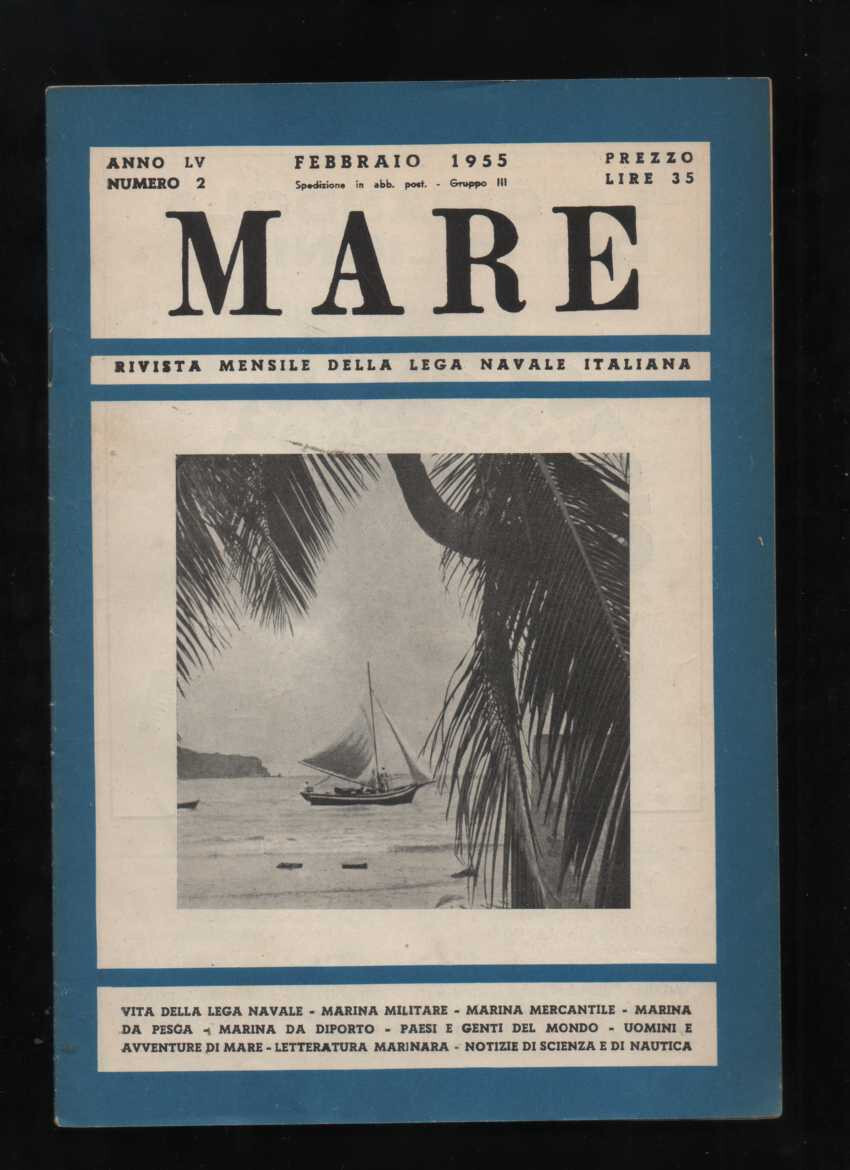 ANNO LV
NUMERO 2
FEBBRAIO 1955
Spedizione in abb. post. - Gruppo III
PREZZO
LIRE 35
MARE
RIVISTA MENSILE DELLA LEGA NAVALE ITALIANA
VITA DELLA LEGA NAVALE - MARINA MILITARE - MARINA MERCANTILE - MARINA
DA PESCA - MARINA DA DIPORTO - PAESI E GENTI DEL MONDO - UOMINI E
AVVENTURE DI MARE - LETTERATURA MARINARA - NOTIZIE DI SCIENZA E DI NAUTICA